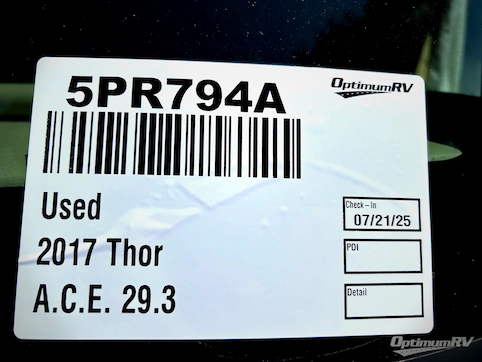 5PR794A
OptimumRV
Used
2017 Thor
A.C.E. 29.3
Check-In
07/21/25
PDI
Detail
OptimumRV